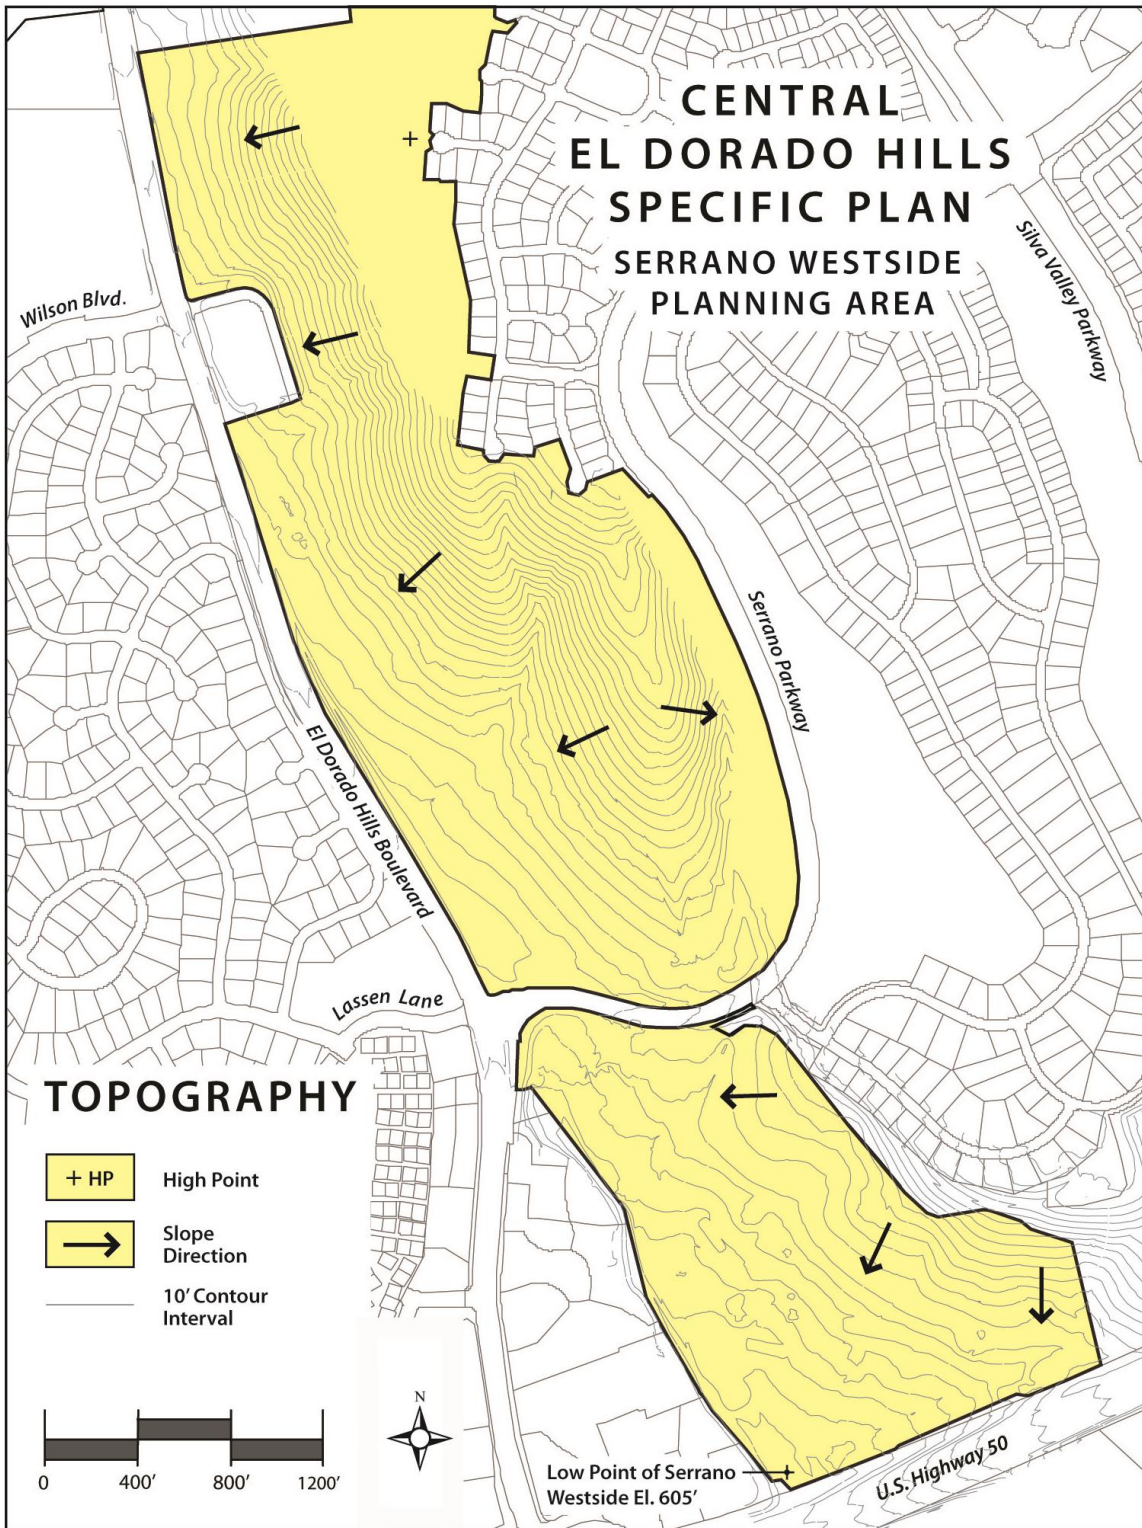 CENTRAL
EL DORADO HILLS
SPECIFIC PLAN
SERRANO WESTSIDE
PLANNING AREA
Silva Valley Parkway
Wilson Blvd.
Serrano Parkway
El Dorado Hills Boulevard
Lassen Lane
TOPOGRAPHY
+ HP High Point
Slope
Direction
10' Contour
Interval
N
0 400' 800' 1200'
Low Point of Serrano
Westside El. 605'
U.S. Highway 50